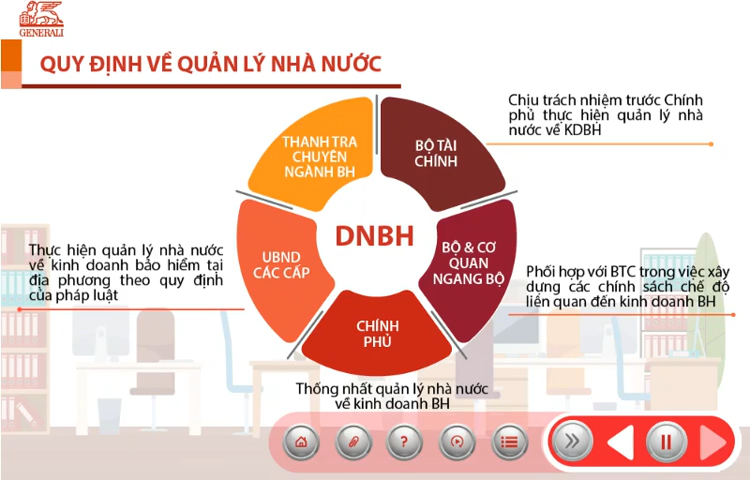 GENERALI
QUY ĐỊNH VỀ QUẢN LÝ NHÀ NƯỚC
Chịu trách nhiệm trước Chính
phủ thực hiện quản lý nhà
nước về KDBH
THANH TRA
CHUYÊN
NGÀNH BH
BỘ TÀI
CHÍNH
DNBH
UBND
CÁC CẤP
BỘ & CƠ
QUAN
NGANG BỘ
CHÍNH
PHỦ
Thực hiện quản lý nhà nước
về kinh doanh bảo hiểm tại
địa phương theo quy định
của pháp luật
Phối hợp với BTC trong việc xây
dựng các chính sách chế độ
liên quan đến kinh doanh BH
Thống nhất quản lý nhà nước
về kinh doanh BH
?